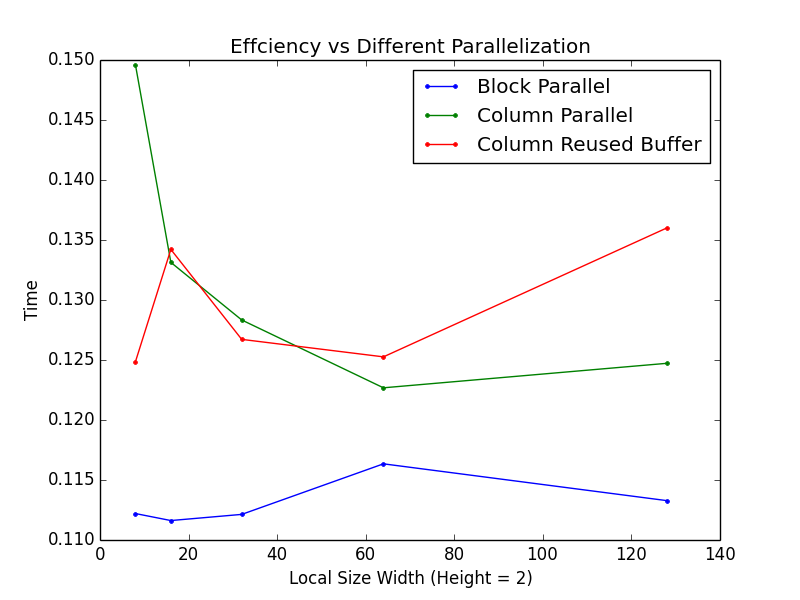 Effciency vs Different Parallelization
0.150
0.145
0.140
0.135
0.130
0.125
0.120
0.115
0.110
Time
Block Parallel
Column Parallel
Column Reused Buffer
0 20 40 60 80 100 120 140
Local Size Width (Height = 2)